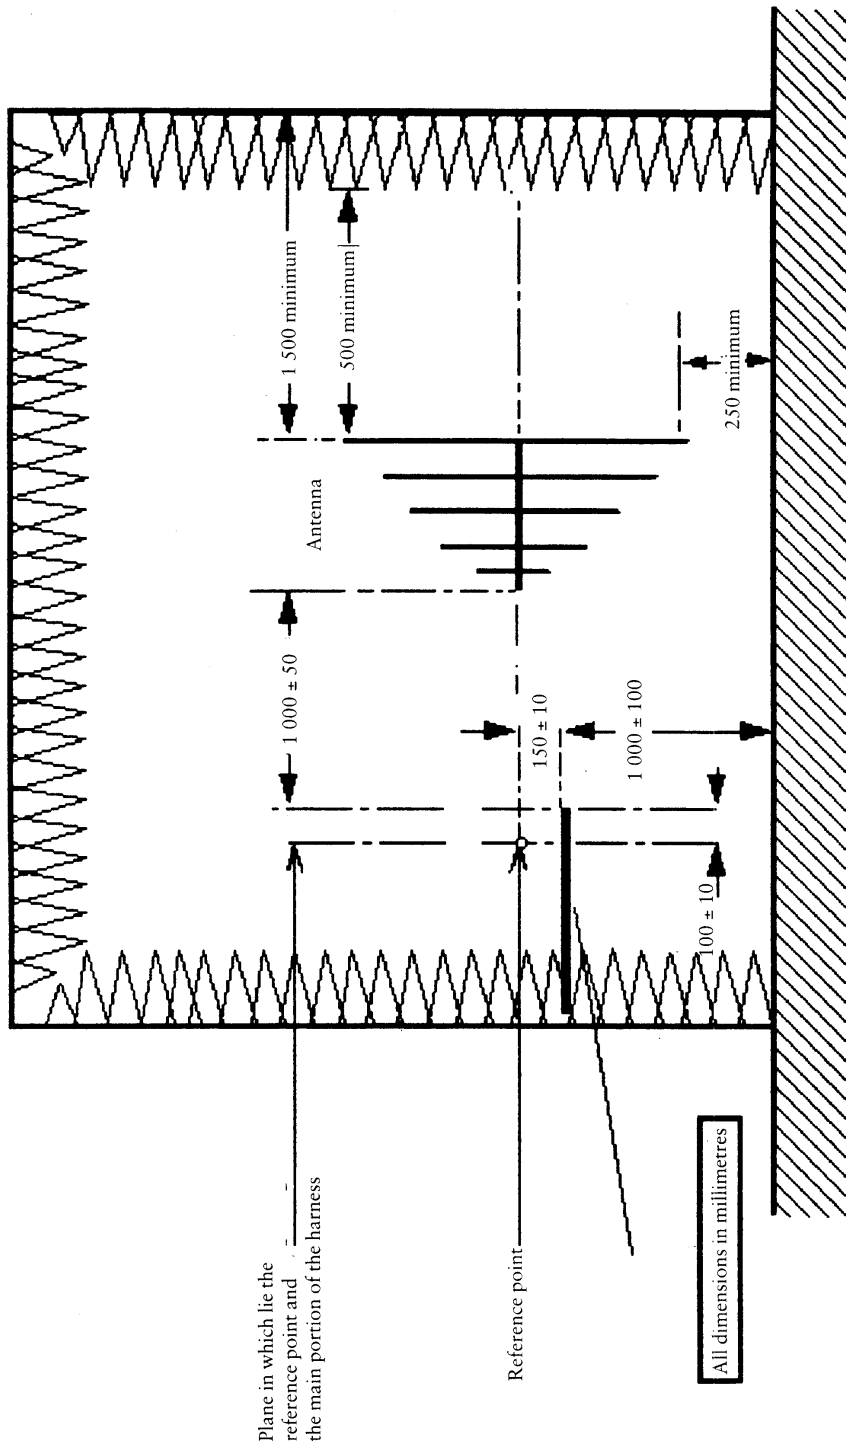 1 500 minimum
500 minimum
250 minimum
Antenna
1 000 ± 50
150 ± 10
1 000 ± 100
100 ± 10
Plane in which lie the
reference point and
the main portion of the harness
Reference point
All dimensions in millimetres